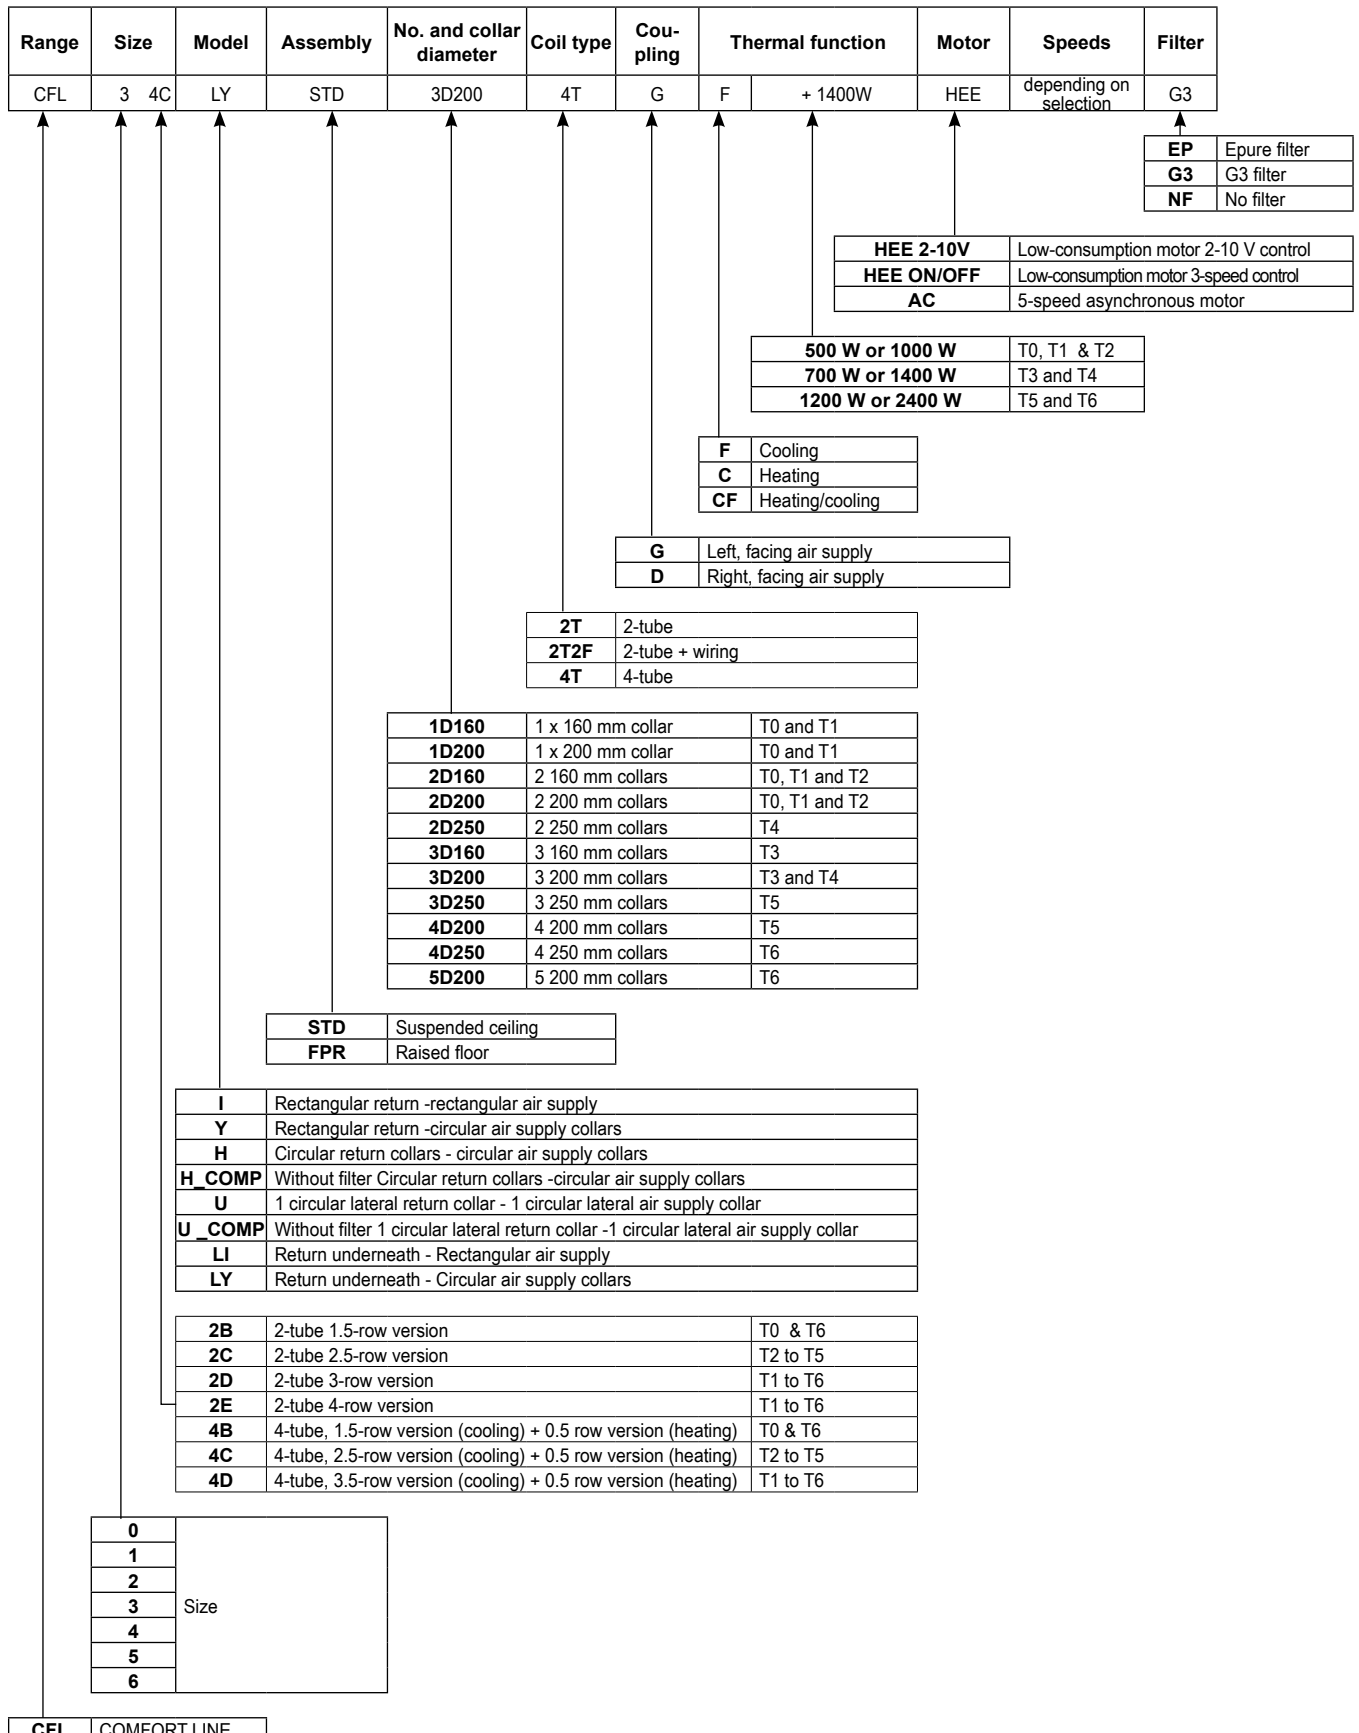 Range Size Model Assembly No. and collar diameter Coil type Cou-pling Thermal function Motor Speeds Filter
CFL 3 4C LY STD 3D200 4T G F + 1400W HEE depending on selection G3
EP Epure filter
G3 G3 filter
NF No filter
HEE 2-10V Low-consumption motor 2-10 V control
HEE ON/OFF Low-consumption motor 3-speed control
AC 5-speed asynchronous motor
500 W or 1000 W T0, T1 & T2
700 W or 1400 W T3 and T4
1200 W or 2400 W T5 and T6
F Cooling
C Heating
CF Heating/cooling
G Left, facing air supply
D Right, facing air supply
2T 2-tube
2T2F 2-tube + wiring
4T 4-tube
1D160 1 x 160 mm collar T0 and T1
1D200 1 x 200 mm collar T0 and T1
2D160 2 160 mm collars T0, T1 and T2
2D200 2 200 mm collars T0, T1 and T2
2D250 2 250 mm collars T4
3D160 3 160 mm collars T3
3D200 3 200 mm collars T3 and T4
3D250 3 250 mm collars T5
4D200 4 200 mm collars T5
4D250 4 250 mm collars T6
5D200 5 200 mm collars T6
STD Suspended ceiling
FPR Raised floor
I Rectangular return -rectangular air supply
Y Rectangular return -circular air supply collars
H Circular return collars - circular air supply collars
H_COMP Without filter Circular return collars -circular air supply collars
U 1 circular lateral return collar - 1 circular lateral air supply collar
U _COMP Without filter 1 circular lateral return collar -1 circular lateral air supply collar
LI Return underneath - Rectangular air supply
LY Return underneath - Circular air supply collars
2B 2-tube 1.5-row version T0 & T6
2C 2-tube 2.5-row version T2 to T5
2D 2-tube 3-row version T1 to T6
2E 2-tube 4-row version T1 to T6
4B 4-tube, 1.5-row version (cooling) + 0.5 row version (heating) T0 & T6
4C 4-tube, 2.5-row version (cooling) + 0.5 row version (heating) T2 to T5
4D 4-tube, 3.5-row version (cooling) + 0.5 row version (heating) T1 to T6
0
1
2
3 Size
4
5
6
CFL COMFORT LINE